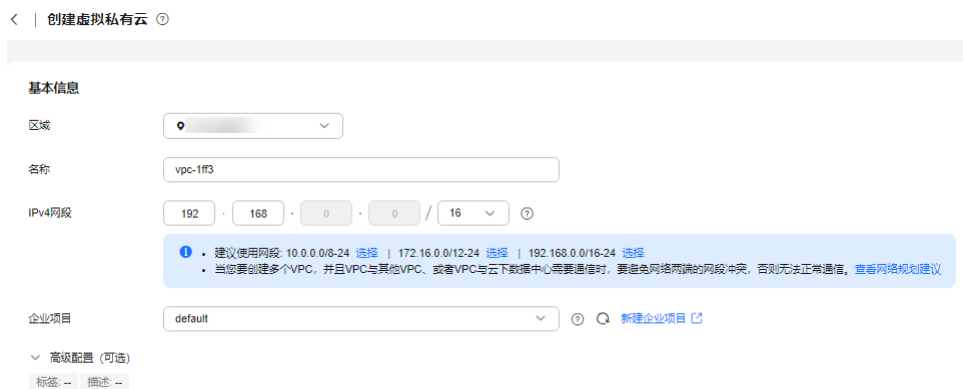 创建虚拟私有云
基本信息
区域
名称 vpc-1ff3
IPv4网段 192 . 168 . 0 . 0 / 16
建议使用网段: 10.0.0.0/8-24 选择 | 172.16.0.0/12-24 选择 | 192.168.0.0/16-24 选择
当您要创建多个VPC，并且VPC与其他VPC、或者VPC与云下数据中心需要通信时，要避免网络两端的网段冲突，否则无法正常通信。查看网络规划建议
企业项目 default 新建企业项目
高级配置（可选）
标签: -- 描述: --